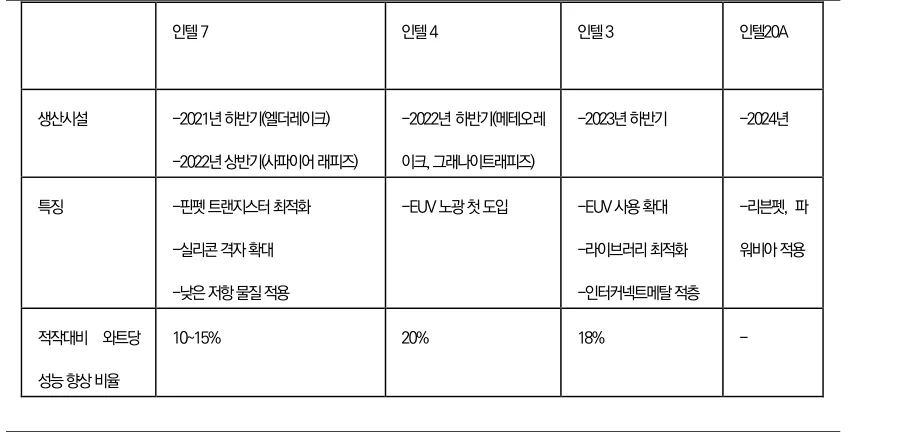 인텔 7 인텔 4 인텔 3 인텔20A
생산시설 -2021년 하반기(엘더레이크) -2022년 하반기(메테오레 -2023년 하반기 -2024년
-2022년 상반기(사파이어 래피즈) 이크, 그래나이트래피즈)
특징 -핀펫 트랜지스터 최적화 -EUV 노광 첫 도입 -EUV 사용 확대 -리븐펫, 파
-실리콘 격자 확대 -라이브러리 최적화 워비아 적용
-낮은 저항 물질 적용 -인터커넥트메탈 적층
적작대비 와트당 10~15% 20% 18% -
성능 향상 비율